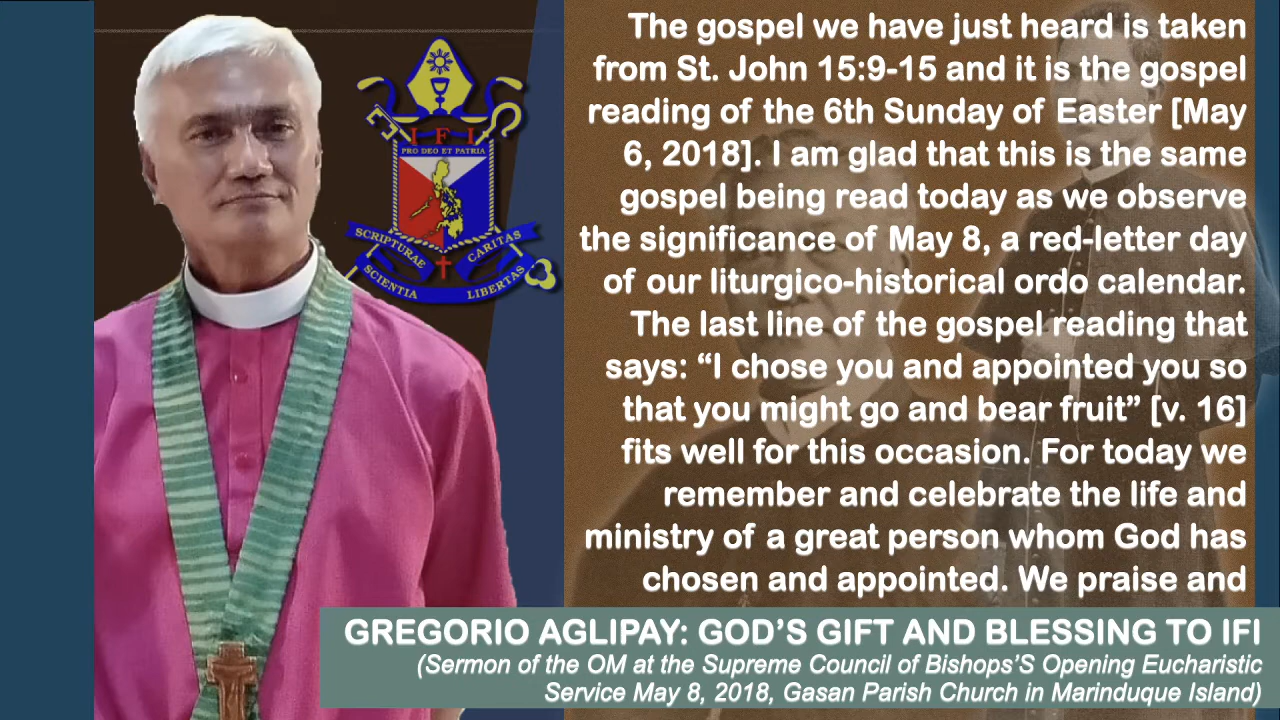 I F I
PRO DEO ET PATRIA
SCRIPTURAE
CARITAS
SCIENTIA
LIBERTAS
The gospel we have just heard is taken
from St. John 15:9-15 and it is the gospel
reading of the 6th Sunday of Easter [May
6, 2018]. I am glad that this is the same
gospel being read today as we observe
the significance of May 8, a red-letter day
of our liturgico-historical ordo calendar.
The last line of the gospel reading that
says: “I chose you and appointed you so
that you might go and bear fruit” [v. 16]
fits well for this occasion. For today we
remember and celebrate the life and
ministry of a great person whom God has
chosen and appointed. We praise and
GREGORIO AGLIPAY: GOD’S GIFT AND BLESSING TO IFI
(Sermon of the OM at the Supreme Council of Bishops’S Opening Eucharistic
Service May 8, 2018, Gasan Parish Church in Marinduque Island)